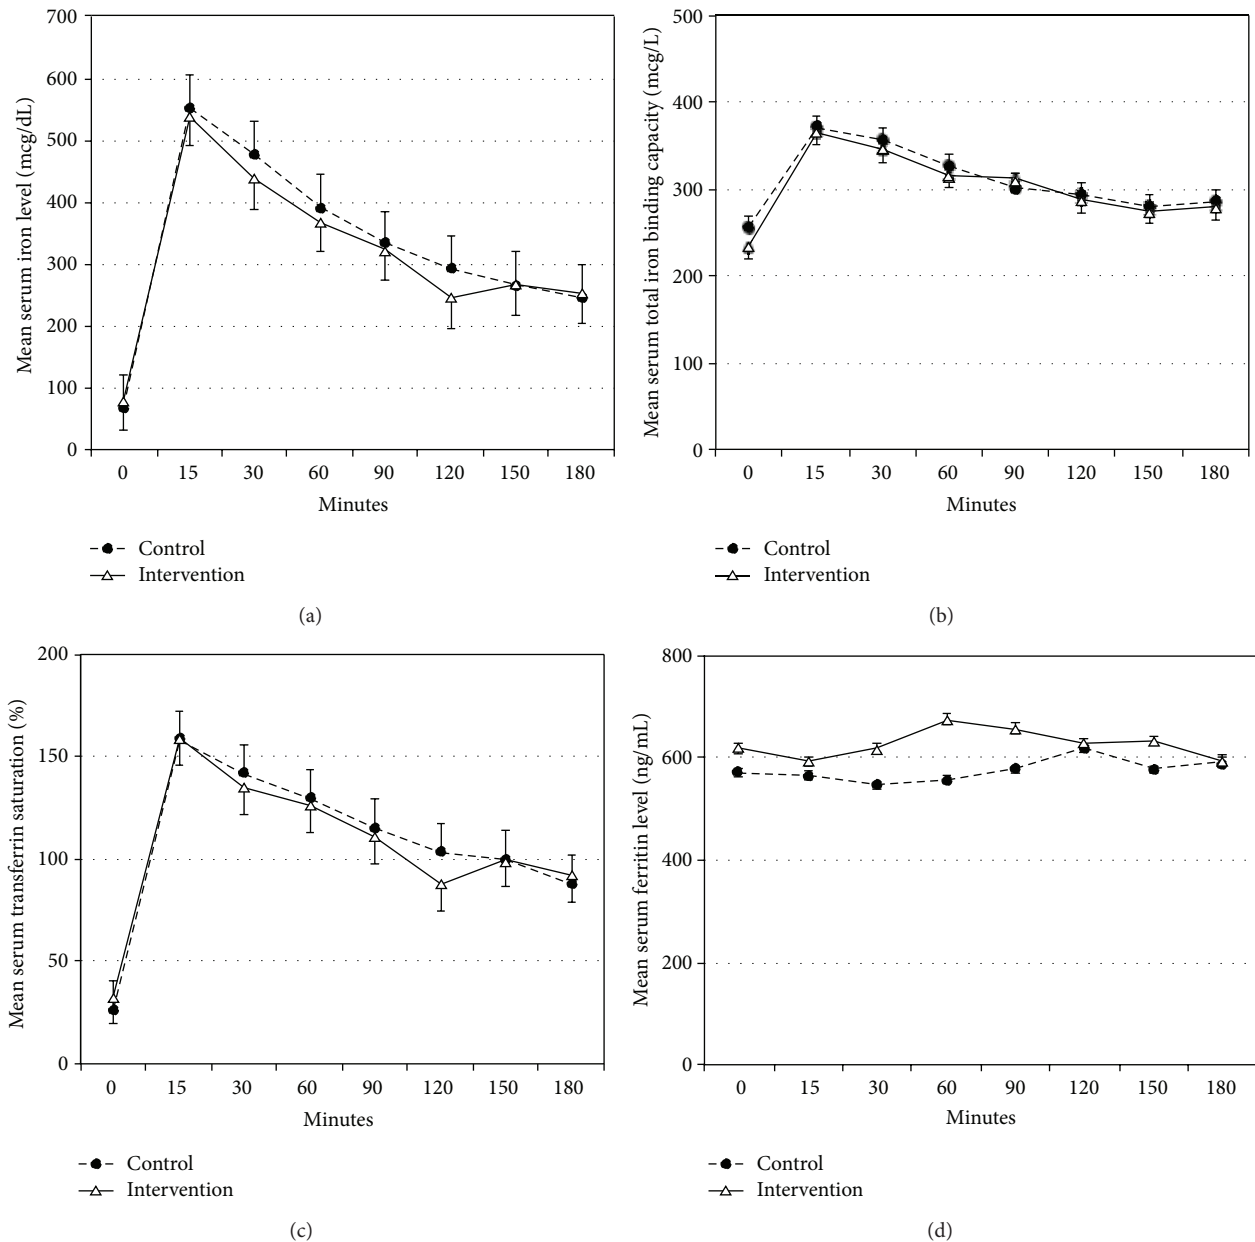 Mean serum iron level (mcg/dL)
700
600
500
400
300
200
100
0
0 15 30 60 90 120 150 180
Minutes
Control
Intervention
(a)
Mean serum total iron binding capacity (mcg/L)
500
400
300
200
100
0
0 15 30 60 90 120 150 180
Minutes
Control
Intervention
(b)
Mean serum transferrin saturation (%)
200
150
100
50
0
0 15 30 60 90 120 150 180
Minutes
Control
Intervention
(c)
Mean serum ferritin level (ng/mL)
800
600
400
200
0
0 15 30 60 90 120 150 180
Minutes
Control
Intervention
(d)